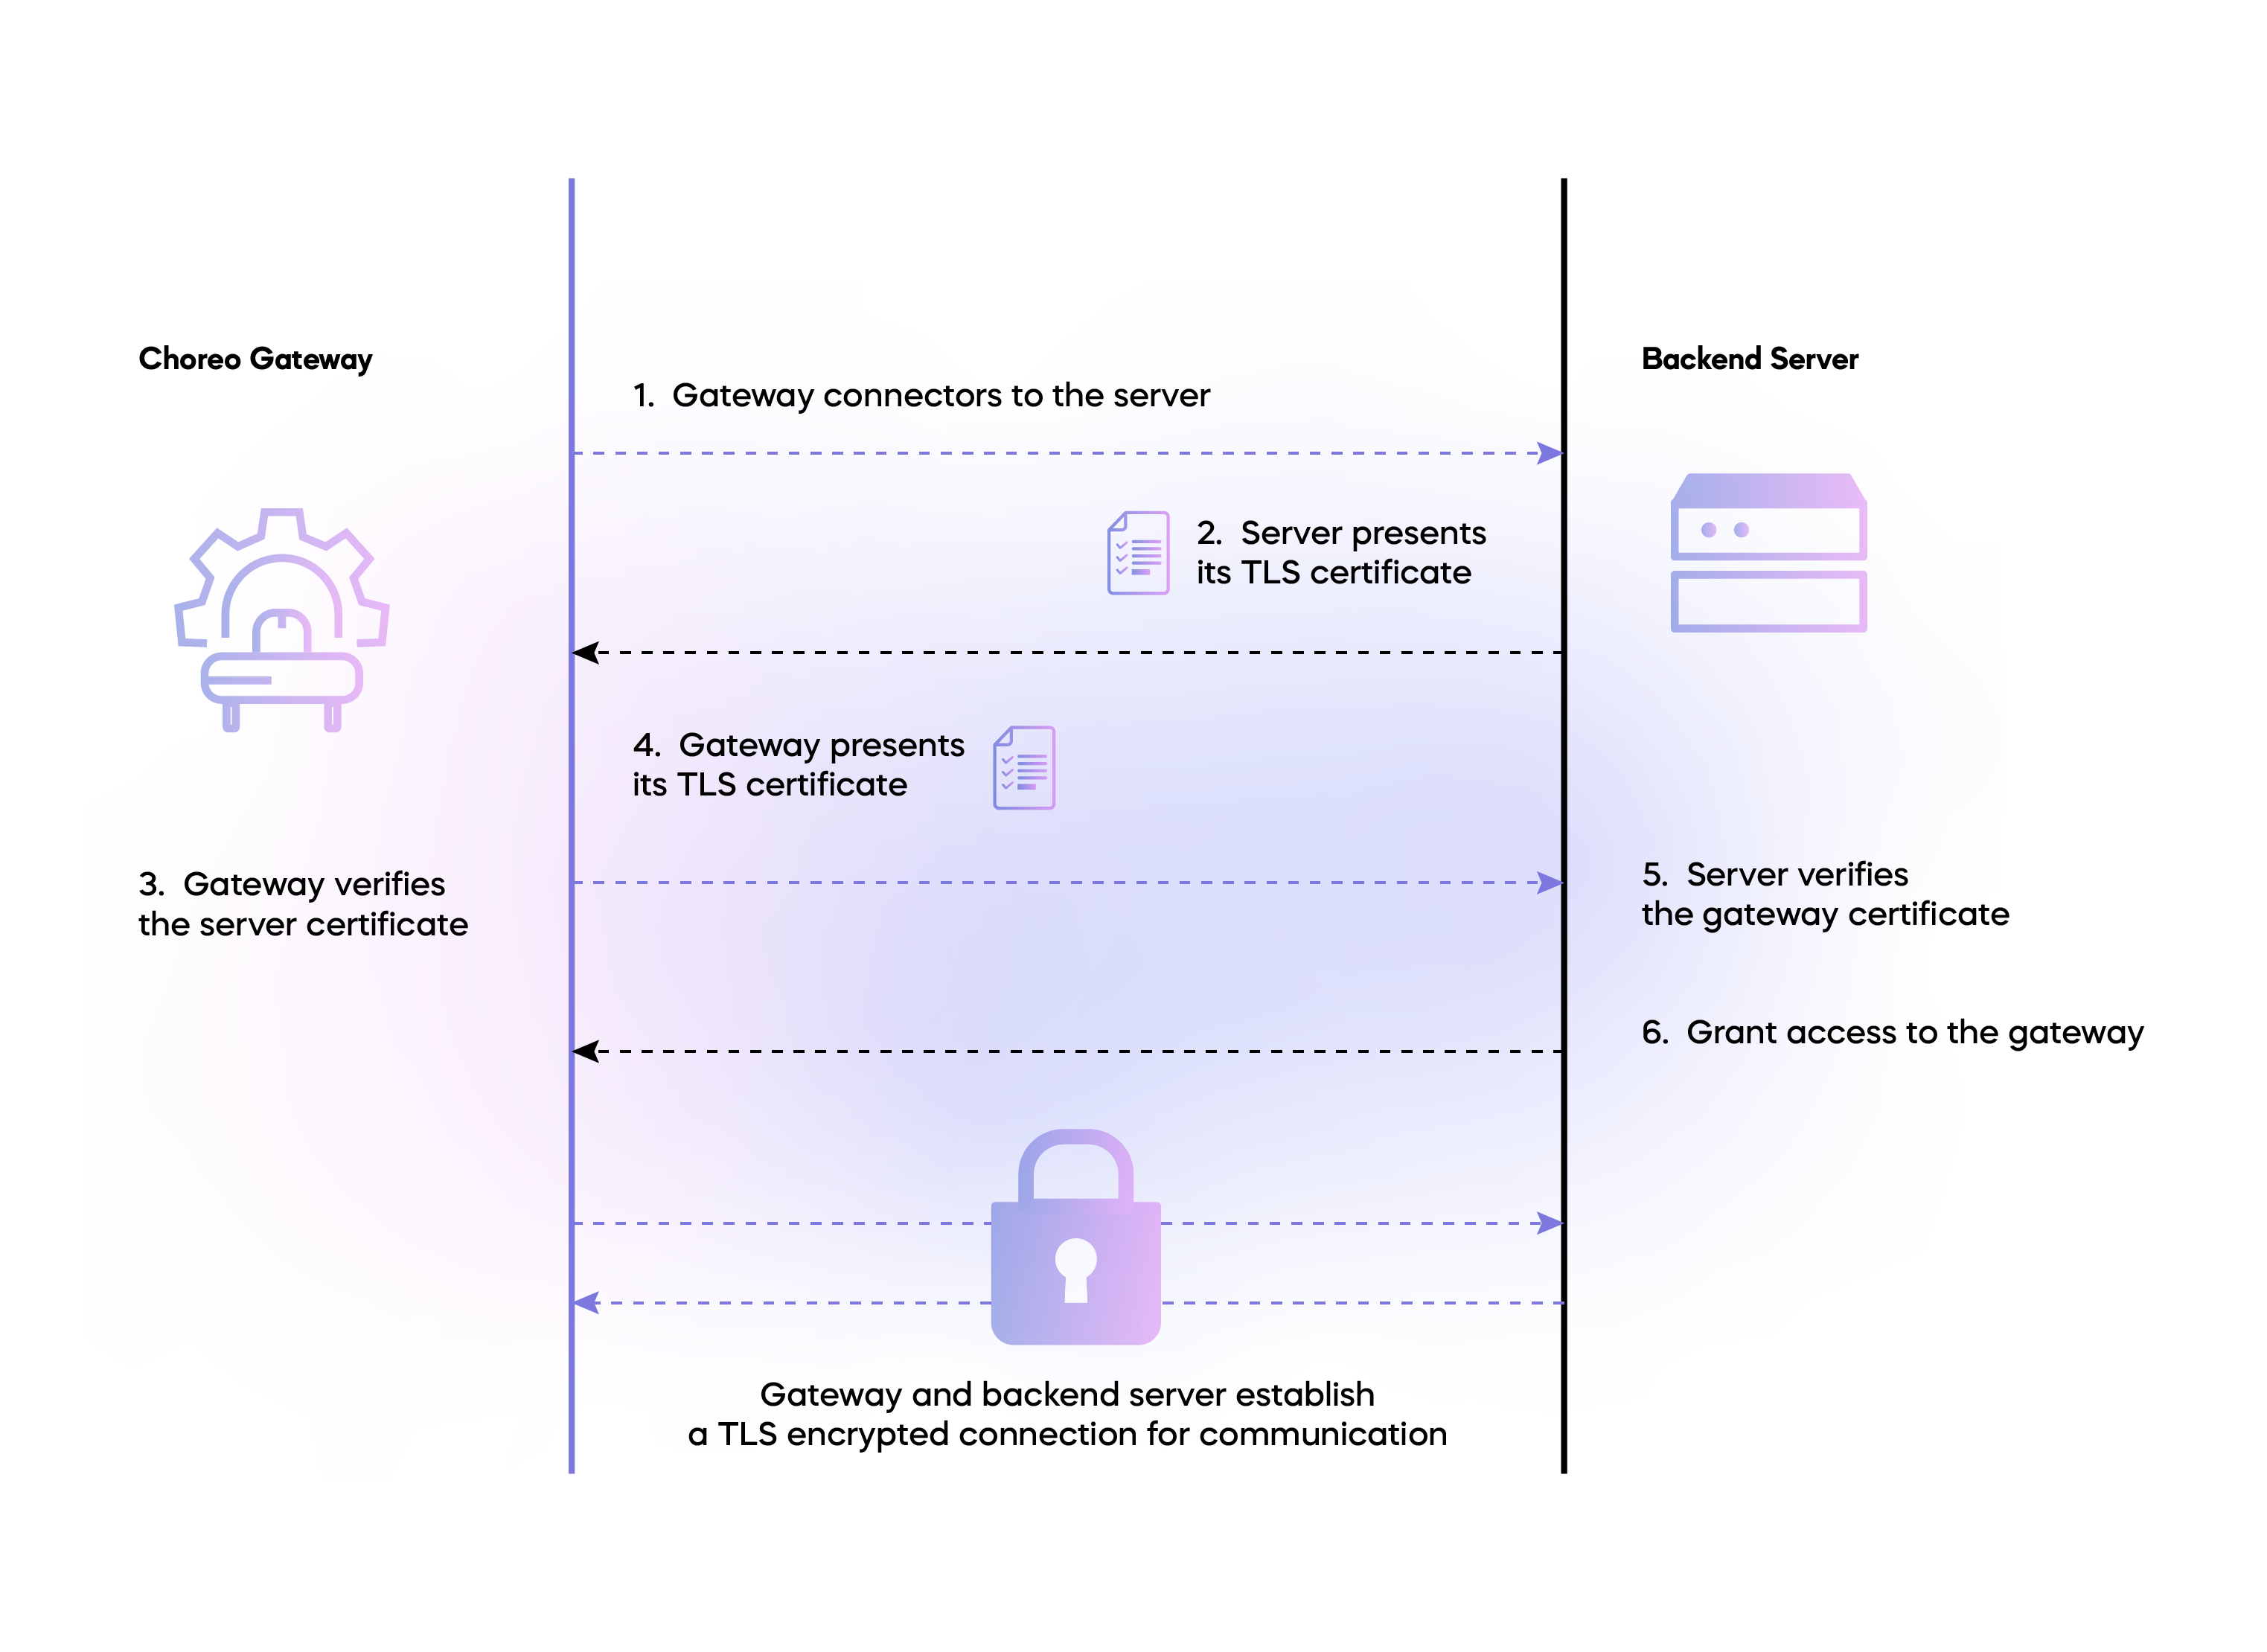 Choreo Gateway
Backend Server
1. Gateway connectors to the server
2. Server presents
its TLS certificate
3. Gateway verifies
the server certificate
4. Gateway presents
its TLS certificate
5. Server verifies
the gateway certificate
6. Grant access to the gateway
Gateway and backend server establish
a TLS encrypted connection for communication